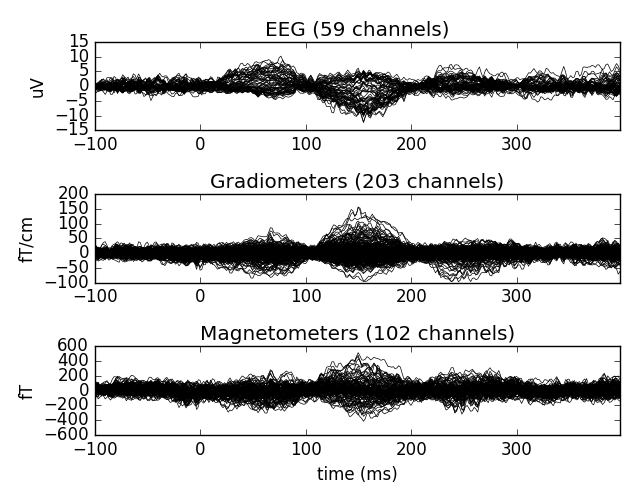 EEG (59 channels)
15
10
5
0
−5
−10
−15
uV
−100 0 100 200 300
Gradiometers (203 channels)
200
150
100
50
0
−50
−100
fT/cm
−100 0 100 200 300
Magnetometers (102 channels)
600
400
200
0
−200
−400
−600
fT
−100 0 100 200 300
time (ms)